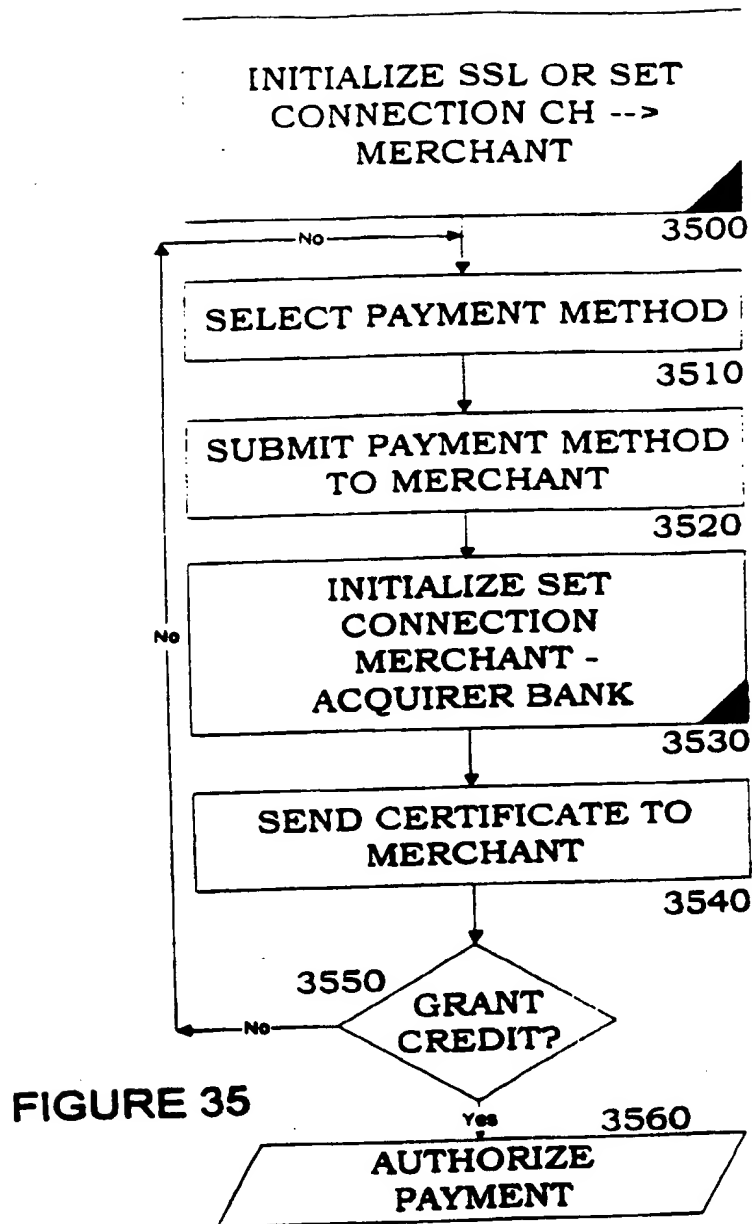 INITIALIZE SSL OR SET
CONNECTION CH -->
MERCHANT
3500
No
SELECT PAYMENT METHOD
3510
SUBMIT PAYMENT METHOD
TO MERCHANT
3520
INITIALIZE SET
CONNECTION
MERCHANT -
ACQUIRER BANK
No
3530
SEND CERTIFICATE TO
MERCHANT
3540
3550
GRANT
CREDIT?
No
FIGURE 35
Yes
3560
AUTHORIZE
PAYMENT